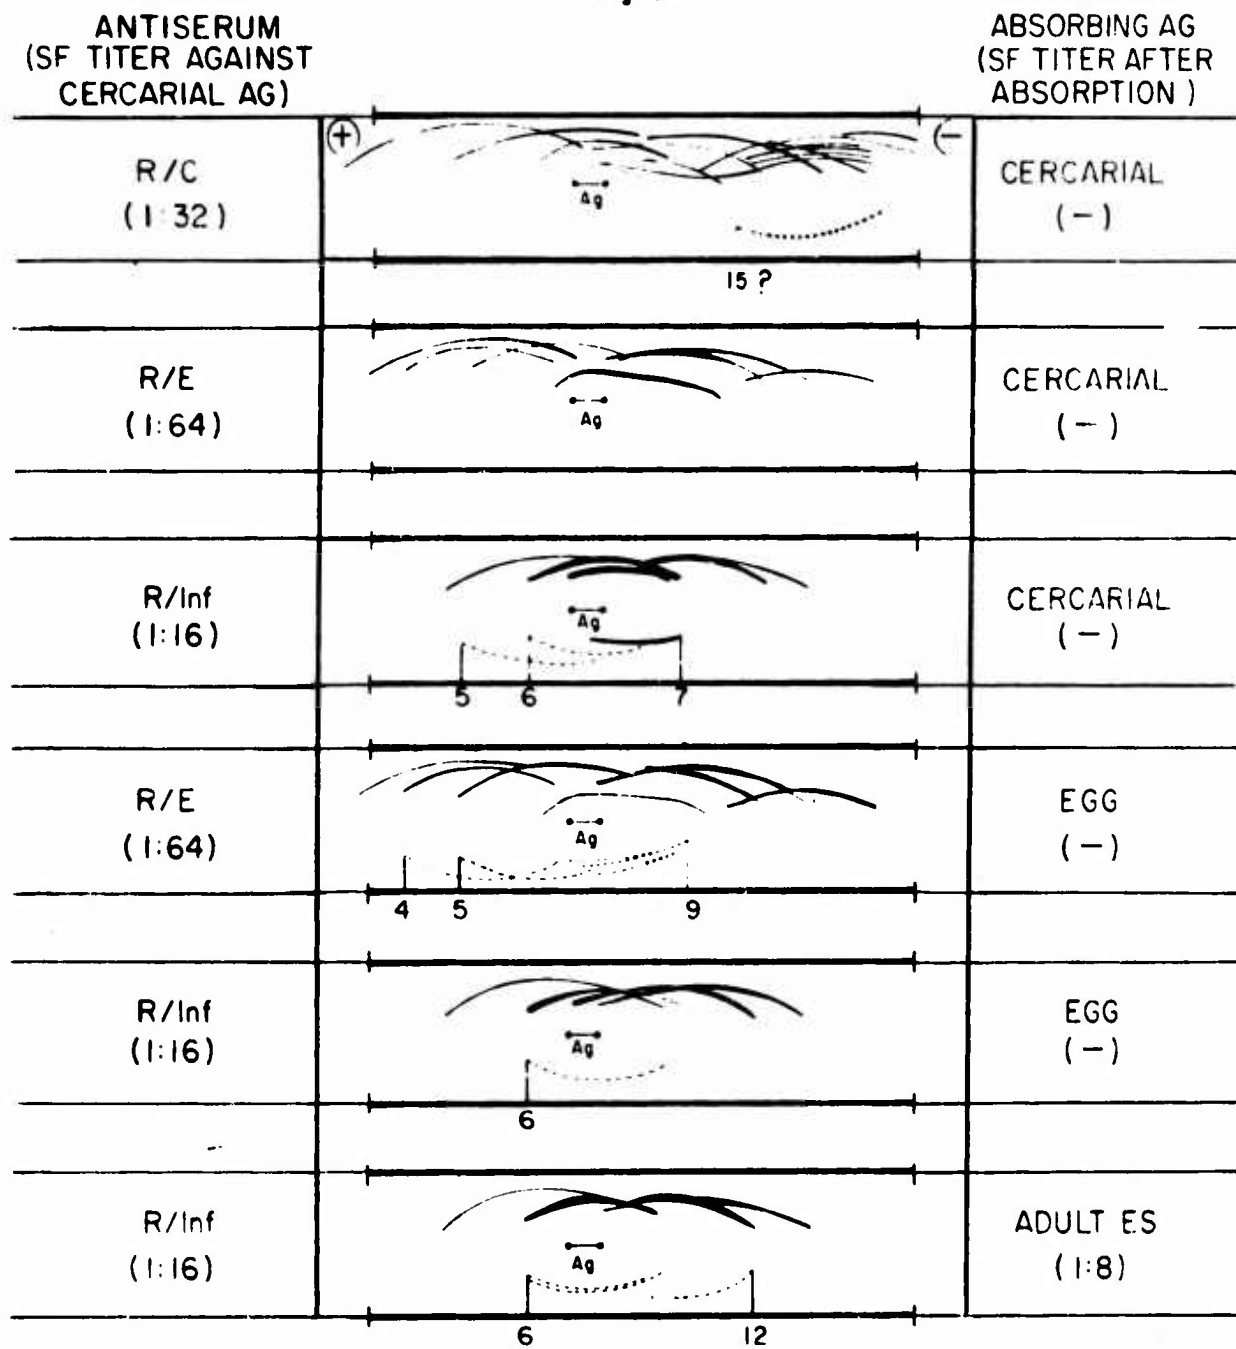 ANTISERUM
(SF TITER AGAINST
CERCARIAL AG)
ABSORBING AG
(SF TITER AFTER
ABSORPTION)
(+)
(-)
R/C
(1:32)
Ag
CERCARIAL
(-)
15 ?
R/E
(1:64)
Ag
CERCARIAL
(-)
R/Inf
(1:16)
Ag
CERCARIAL
(-)
5 6 7
R/E
(1:64)
Ag
EGG
(-)
4 5 9
R/Inf
(1:16)
Ag
EGG
(-)
6
R/Inf
(1:16)
Ag
ADULT ES
(1:8)
6 12